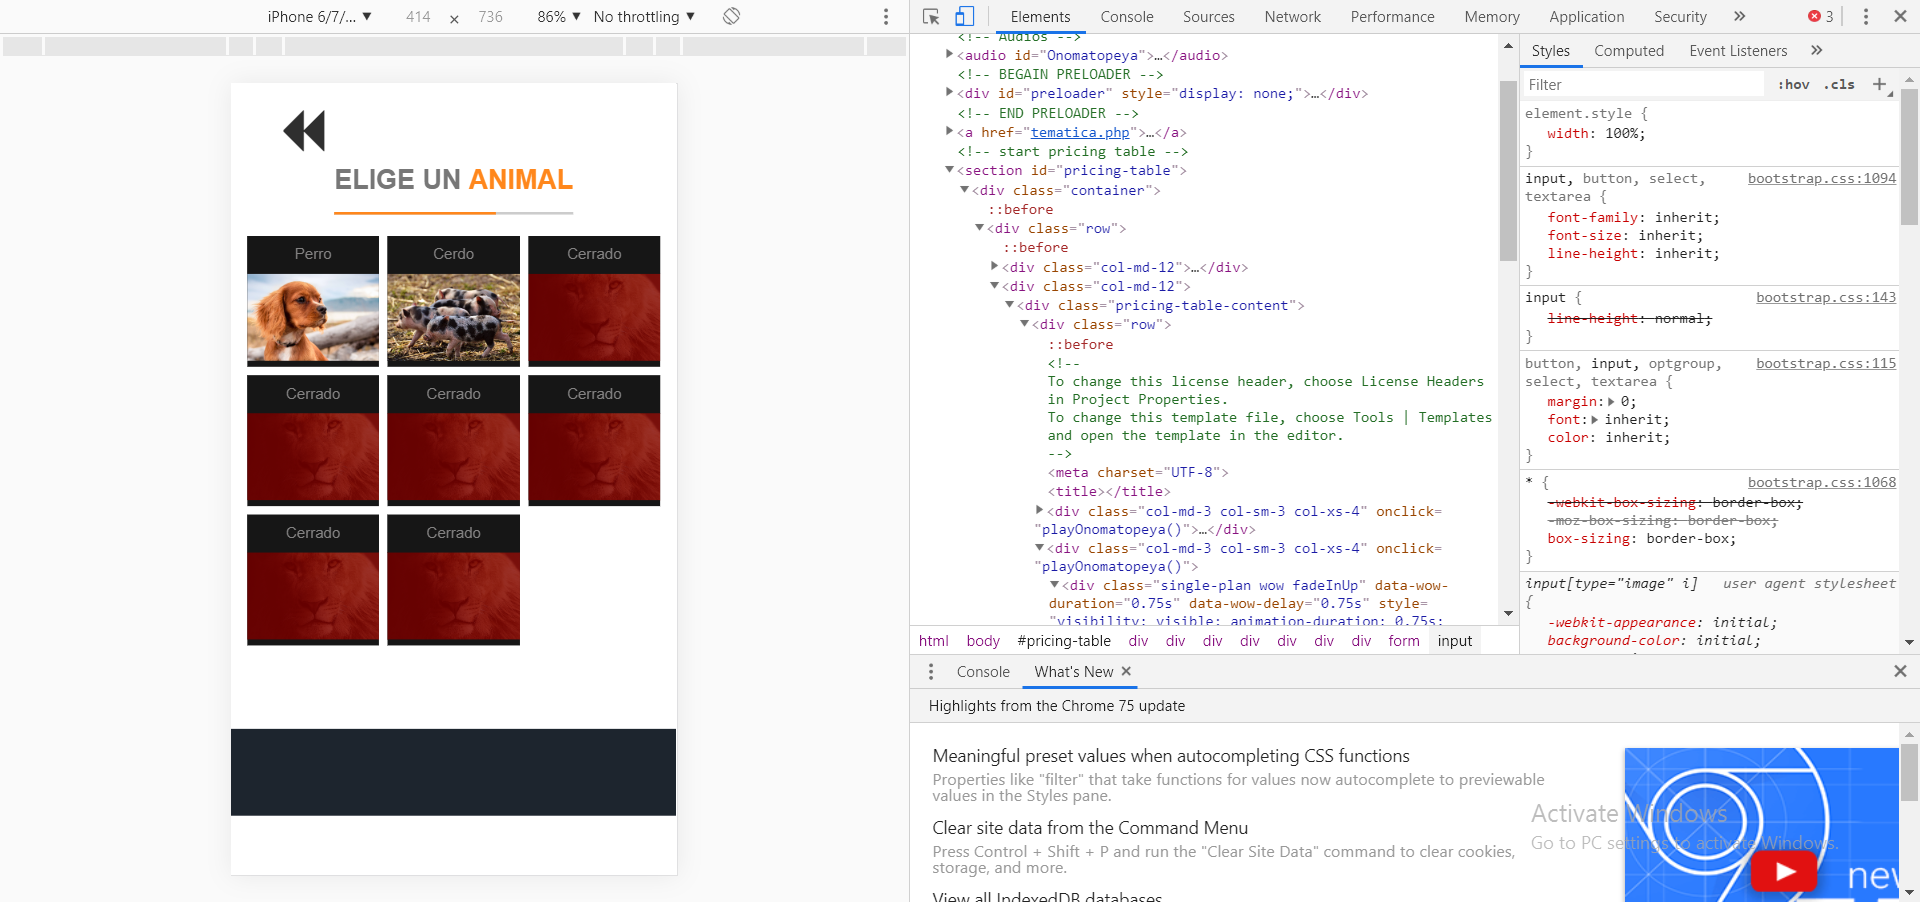 iPhone 6/7/... ▼ 414 × 736 86% ▼ No throttling ▼
ELIGE UN ANIMAL
Perro Cerdo Cerrado
Cerrado Cerrado Cerrado
Cerrado Cerrado
Elements Console Sources Network Performance Memory Application Security » 3
<!-- Audios -->
<audio id="Onomatopeya">…</audio>
<!-- BEGAIN PRELOADER -->
<div id="preloader" style="display: none;">…</div>
<!-- END PRELOADER -->
<a href="tematica.php">…</a>
<!-- start pricing table -->
<section id="pricing-table">
<div class="container">
::before
<div class="row">
::before
<div class="col-md-12">…</div>
<div class="col-md-12">
<div class="pricing-table-content">
<div class="row">
::before
<!--
To change this license header, choose License Headers
in Project Properties.
To change this template file, choose Tools | Templates
and open the template in the editor.
-->
<meta charset="UTF-8">
<title></title>
<div class="col-md-3 col-sm-3 col-xs-4" onclick=
"playOnomatopeya()">…</div>
<div class="col-md-3 col-sm-3 col-xs-4" onclick=
"playOnomatopeya()">
<div class="single-plan wow fadeInUp" data-wow-
duration="0.75s" data-wow-delay="0.75s" style=
"visibility: visible; animation-duration: 0.75s;
html body #pricing-table div div div div div div div form input
Styles Computed Event Listeners »
Filter :hov .cls +
element.style {
width: 100%;
}
input, button, select, bootstrap.css:1094
textarea {
font-family: inherit;
font-size: inherit;
line-height: inherit;
}
input { bootstrap.css:143
line-height: normal;
}
button, input, optgroup, bootstrap.css:115
select, textarea {
margin: 0;
font: inherit;
color: inherit;
}
* { bootstrap.css:1068
-webkit-box-sizing: border-box;
-moz-box-sizing: border-box;
box-sizing: border-box;
}
input[type="image" i] user agent stylesheet
{
-webkit-appearance: initial;
background-color: initial;
Console What's New ×
Highlights from the Chrome 75 update
Meaningful preset values when autocompleting CSS functions
Properties like "filter" that take functions for values now autocomplete to previewable
values in the Styles pane.
Clear site data from the Command Menu
Press Control + Shift + P and run the "Clear Site Data" command to clear cookies,
storage, and more.
View all IndexedDB databases
new
Activate Windows
Go to PC settings to activate Windows.